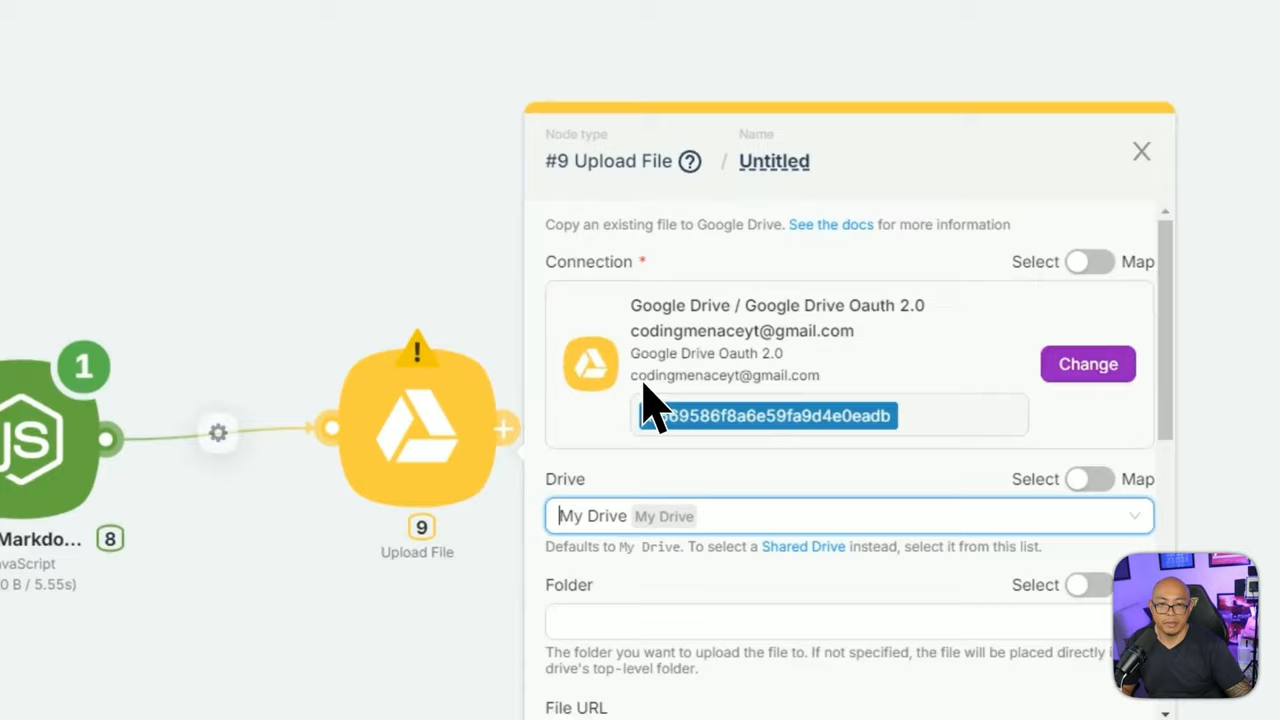 Node type
Name
#9 Upload File ?
/
Untitled
Copy an existing file to Google Drive. See the docs for more information
Connection *
Select
Map
Google Drive / Google Drive Oauth 2.0
codingmenaceyt@gmail.com
Google Drive Oauth 2.0
codingmenaceyt@gmail.com
Change
69586f8a6e59fa9d4e0eadb
Drive
Select
Map
My Drive My Drive
Defaults to My Drive. To select a Shared Drive instead, select it from this list.
Folder
Select
The folder you want to upload the file to. If not specified, the file will be placed directly
drive's top-level folder.
File URL
1
JS
Markdo...
8
vaScript
0 B / 5.55s)
!
9
Upload File